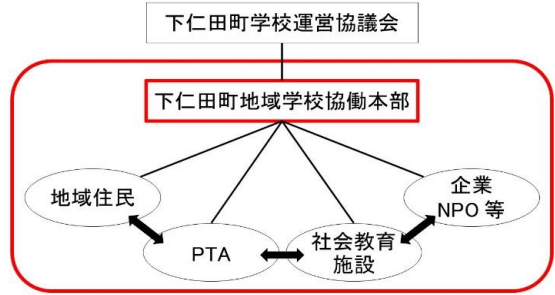 下仁田町学校運営協議会
下仁田町地域学校協働本部
地域住民
PTA
社会教育
施設
企業
NPO 等